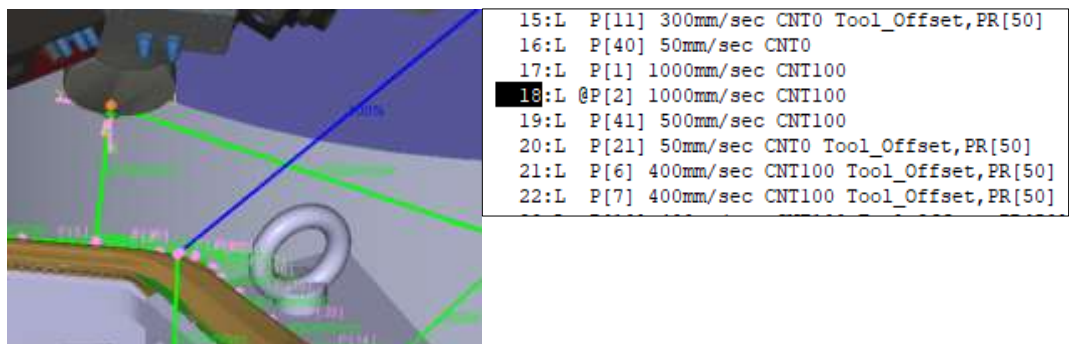 100%
15:L P[11] 300mm/sec CNT0 Tool_Offset,PR[50]
16:L P[40] 50mm/sec CNT0
17:L P[1] 1000mm/sec CNT100
18:L @P[2] 1000mm/sec CNT100
19:L P[41] 500mm/sec CNT100
20:L P[21] 50mm/sec CNT0 Tool_Offset,PR[50]
21:L P[6] 400mm/sec CNT100 Tool_Offset,PR[50]
22:L P[7] 400mm/sec CNT100 Tool_Offset,PR[50]